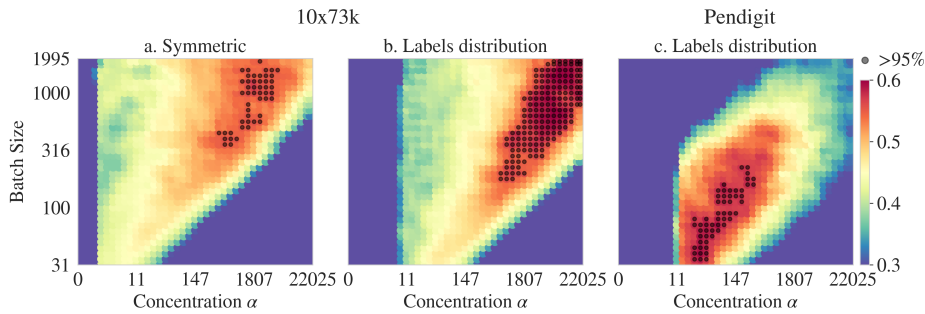 10x73k
Pendigit
a. Symmetric
b. Labels distribution
c. Labels distribution
>95%
Batch Size
1995
1000
316
100
31
0 11 147 1807 22025
0 11 147 1807 22025
0 11 147 1807 22025
0.6
0.5
0.4
0.3
Concentration α
Concentration α
Concentration α